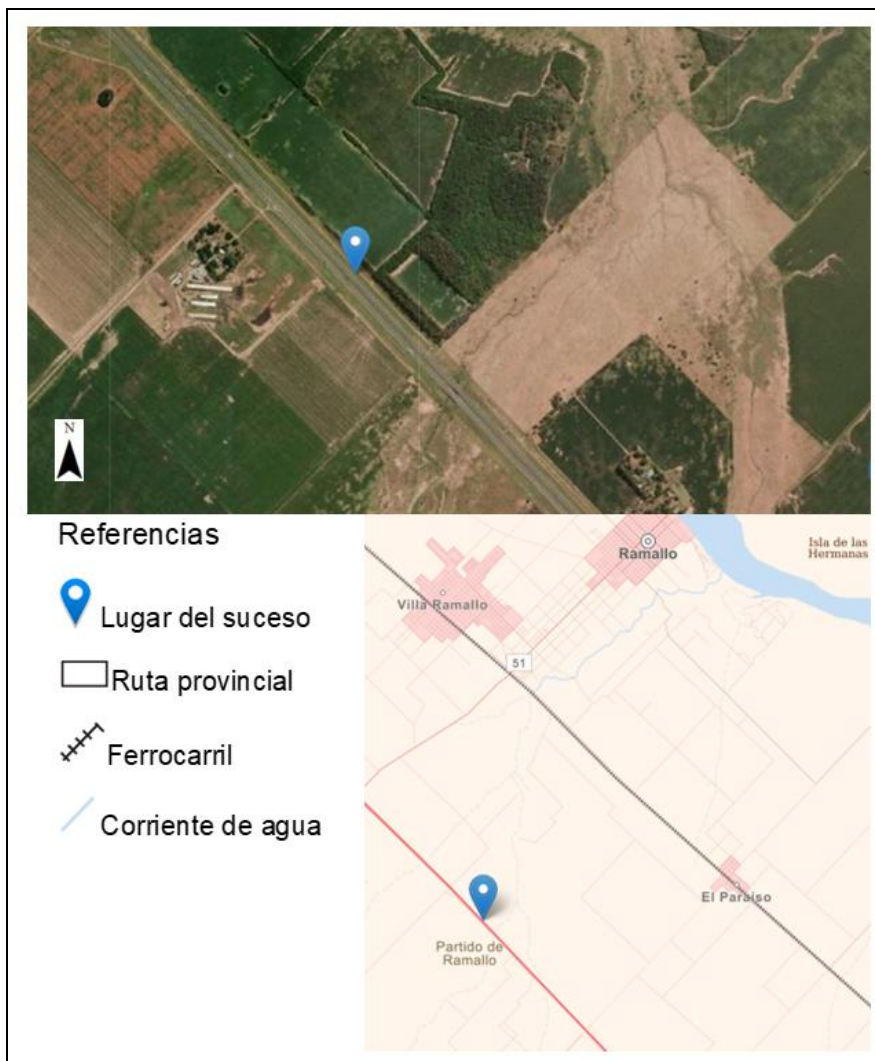 N
Referencias
Lugar del suceso
Ruta provincial
Ferrocarril
Corriente de agua
Ramallo
Isla de las
Hermanas
Villa Ramallo
51
El Paraíso
Partido de
Ramallo